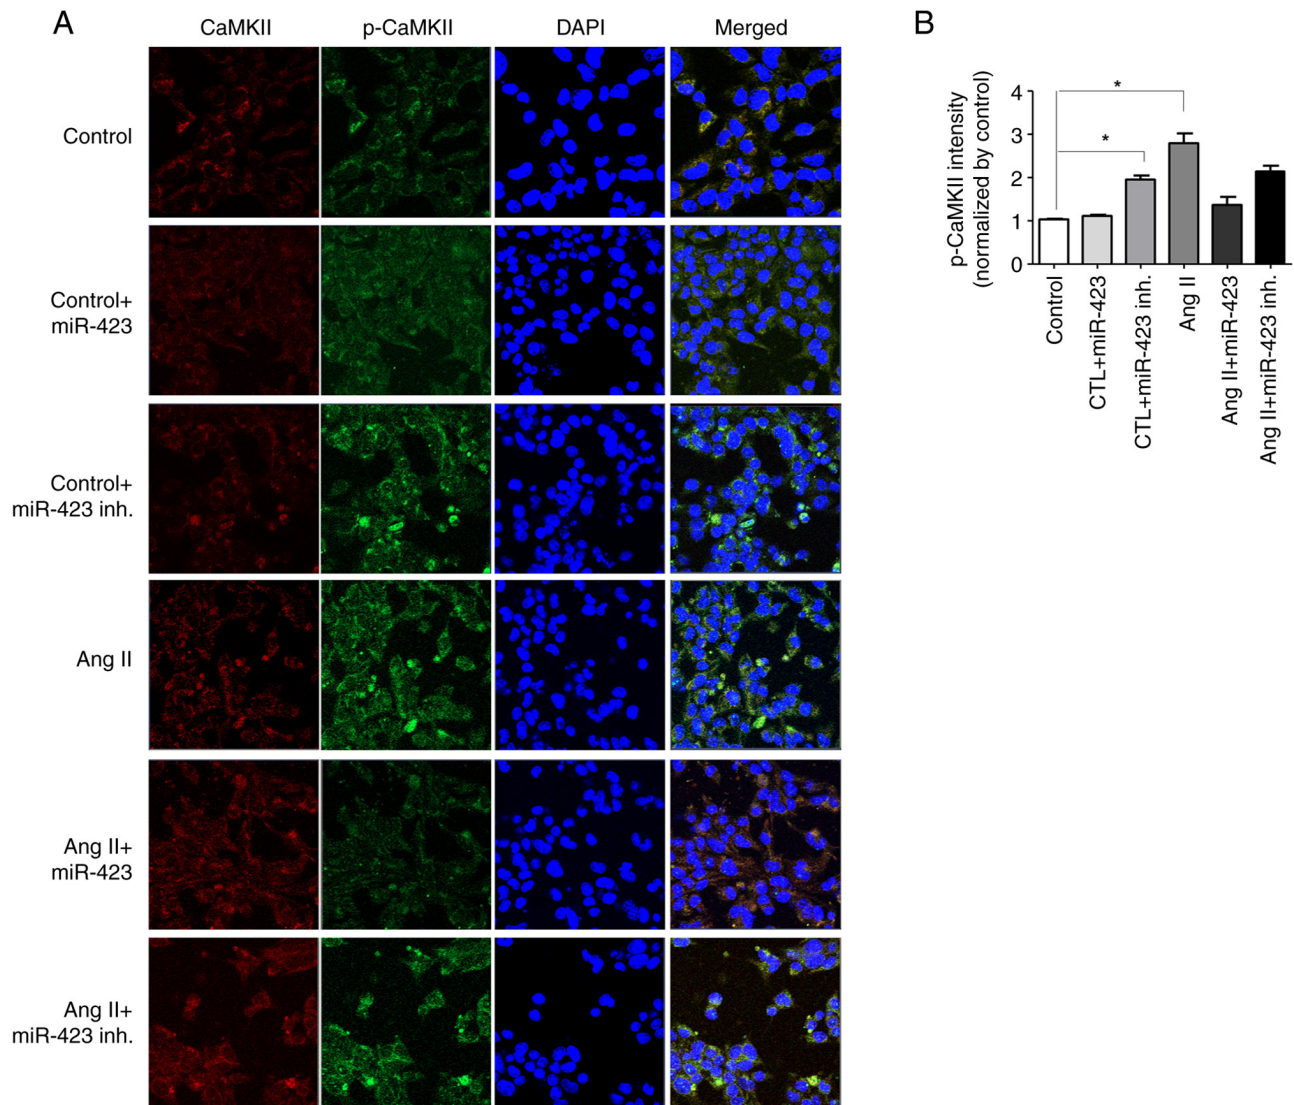 A
CaMKII
p-CaMKII
DAPI
Merged
Control
Control+
miR-423
Control+
miR-423 inh.
Ang II
Ang II+
miR-423
Ang II+
miR-423 inh.
B
p-CaMKII intensity
(normalized by control)
4
3
2
1
0
*
*
Control
CTL+miR-423
CTL+miR-423 inh.
Ang II
Ang II+miR-423
Ang II+miR-423 inh.